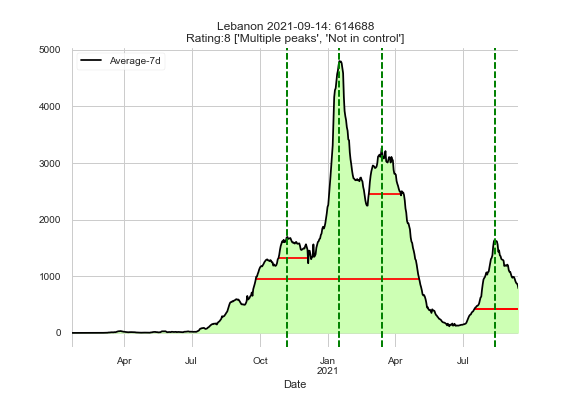 Lebanon 2021-09-14: 614688
Rating:8 ['Multiple peaks', 'Not in control']
Average-7d
5000
4000
3000
2000
1000
0
Apr Jul Oct Jan Apr Jul
2021
Date